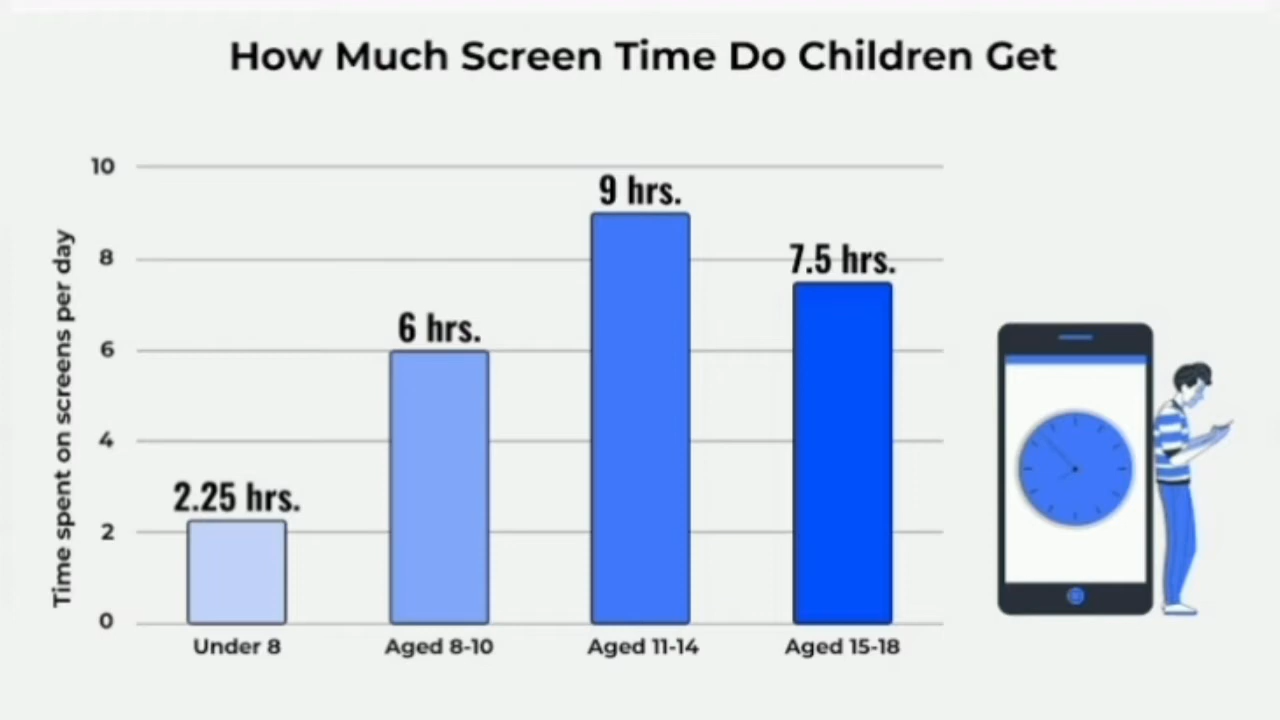 How Much Screen Time Do Children Get
Time spent on screens per day
10
8
6
4
2
0
2.25 hrs.
6 hrs.
9 hrs.
7.5 hrs.
Under 8
Aged 8-10
Aged 11-14
Aged 15-18